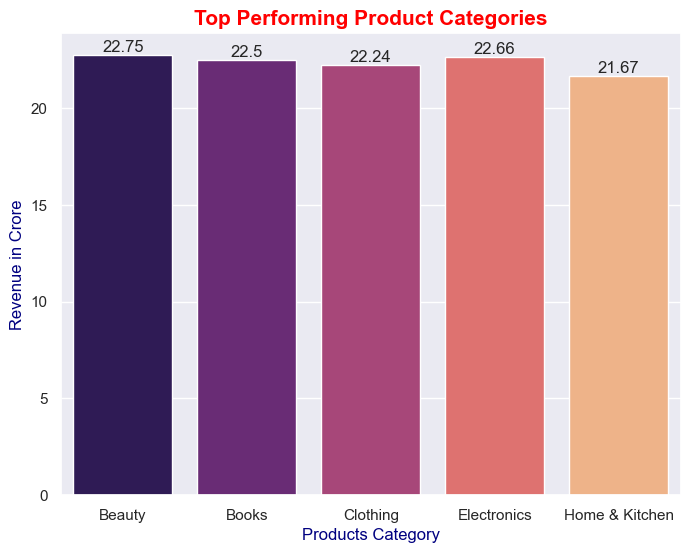 Top Performing Product Categories
22.75
22.5
22.24
22.66
21.67
20
15
10
5
0
Revenue in Crore
Beauty
Books
Clothing
Electronics
Home & Kitchen
Products Category